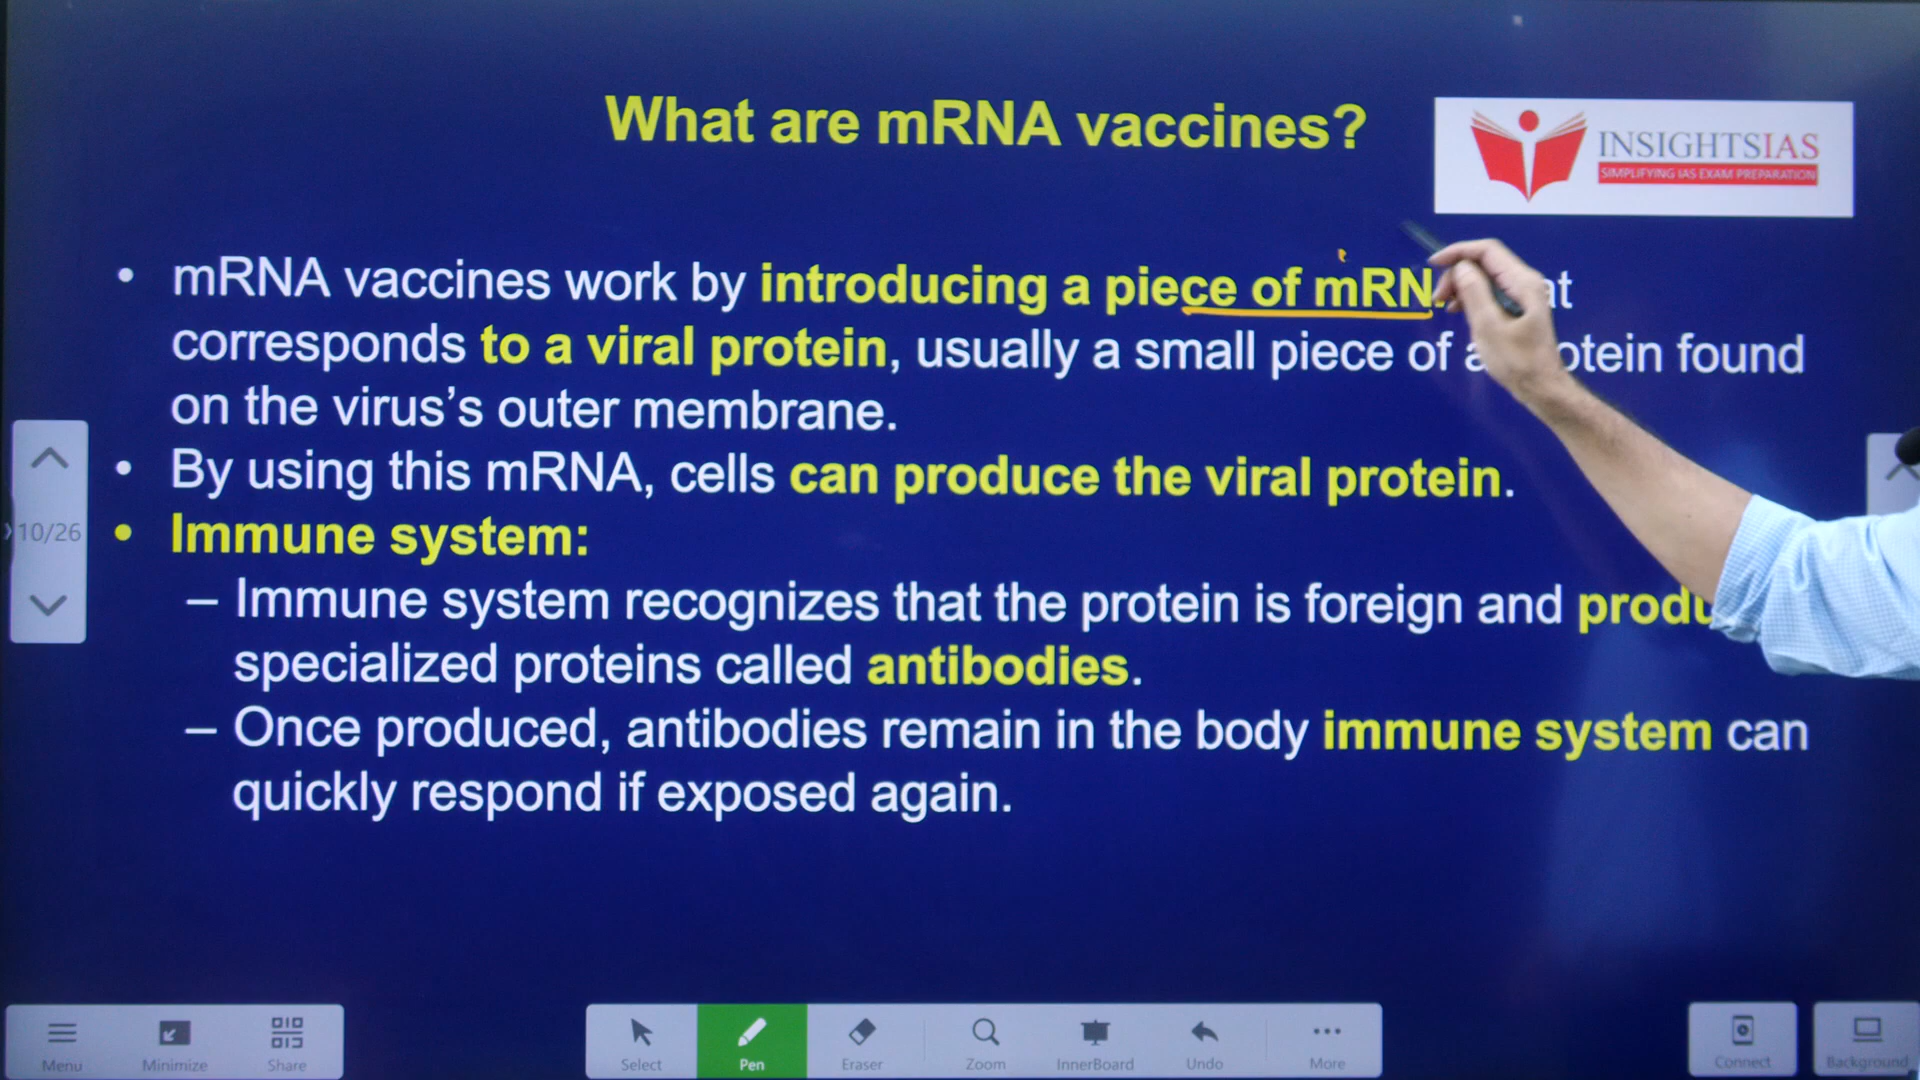 What are mRNA vaccines?
INSIGHTSIAS
SIMPLIFYING IAS EXAM PREPARATION
• mRNA vaccines work by introducing a piece of mRN
corresponds to a viral protein, usually a small piece of found
on the virus's outer membrane.
• By using this mRNA, cells can produce the viral protein.
• Immune system:
– Immune system recognizes that the protein is foreign and
specialized proteins called antibodies.
– Once produced, antibodies remain in the body immune system can
quickly respond if exposed again.
10/26
Menu
Minimize
Share
Select
Pen
Eraser
Zoom
InnerBoard
Undo
More
Connect
Background